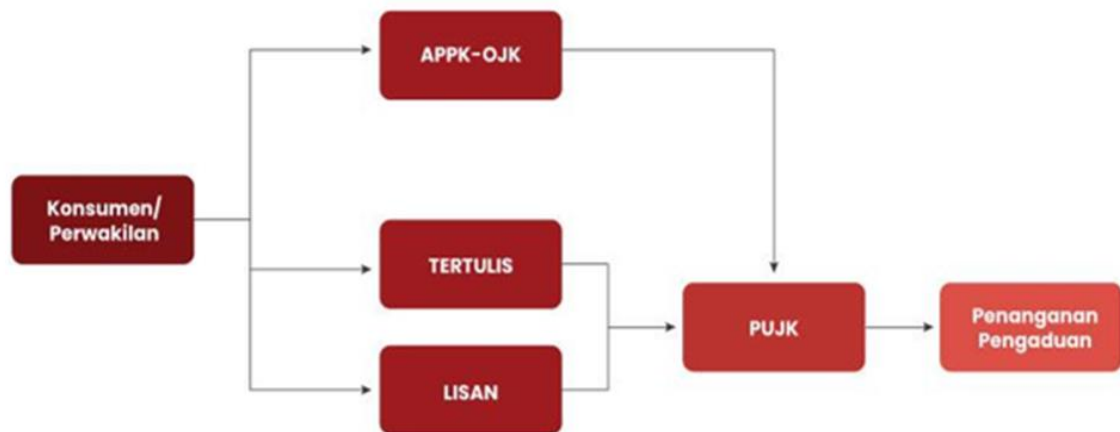 APPK-OJK
Konsumen/
Perwakilan
TERTULIS
LISAN
PUJK
Penanganan
Pengaduan